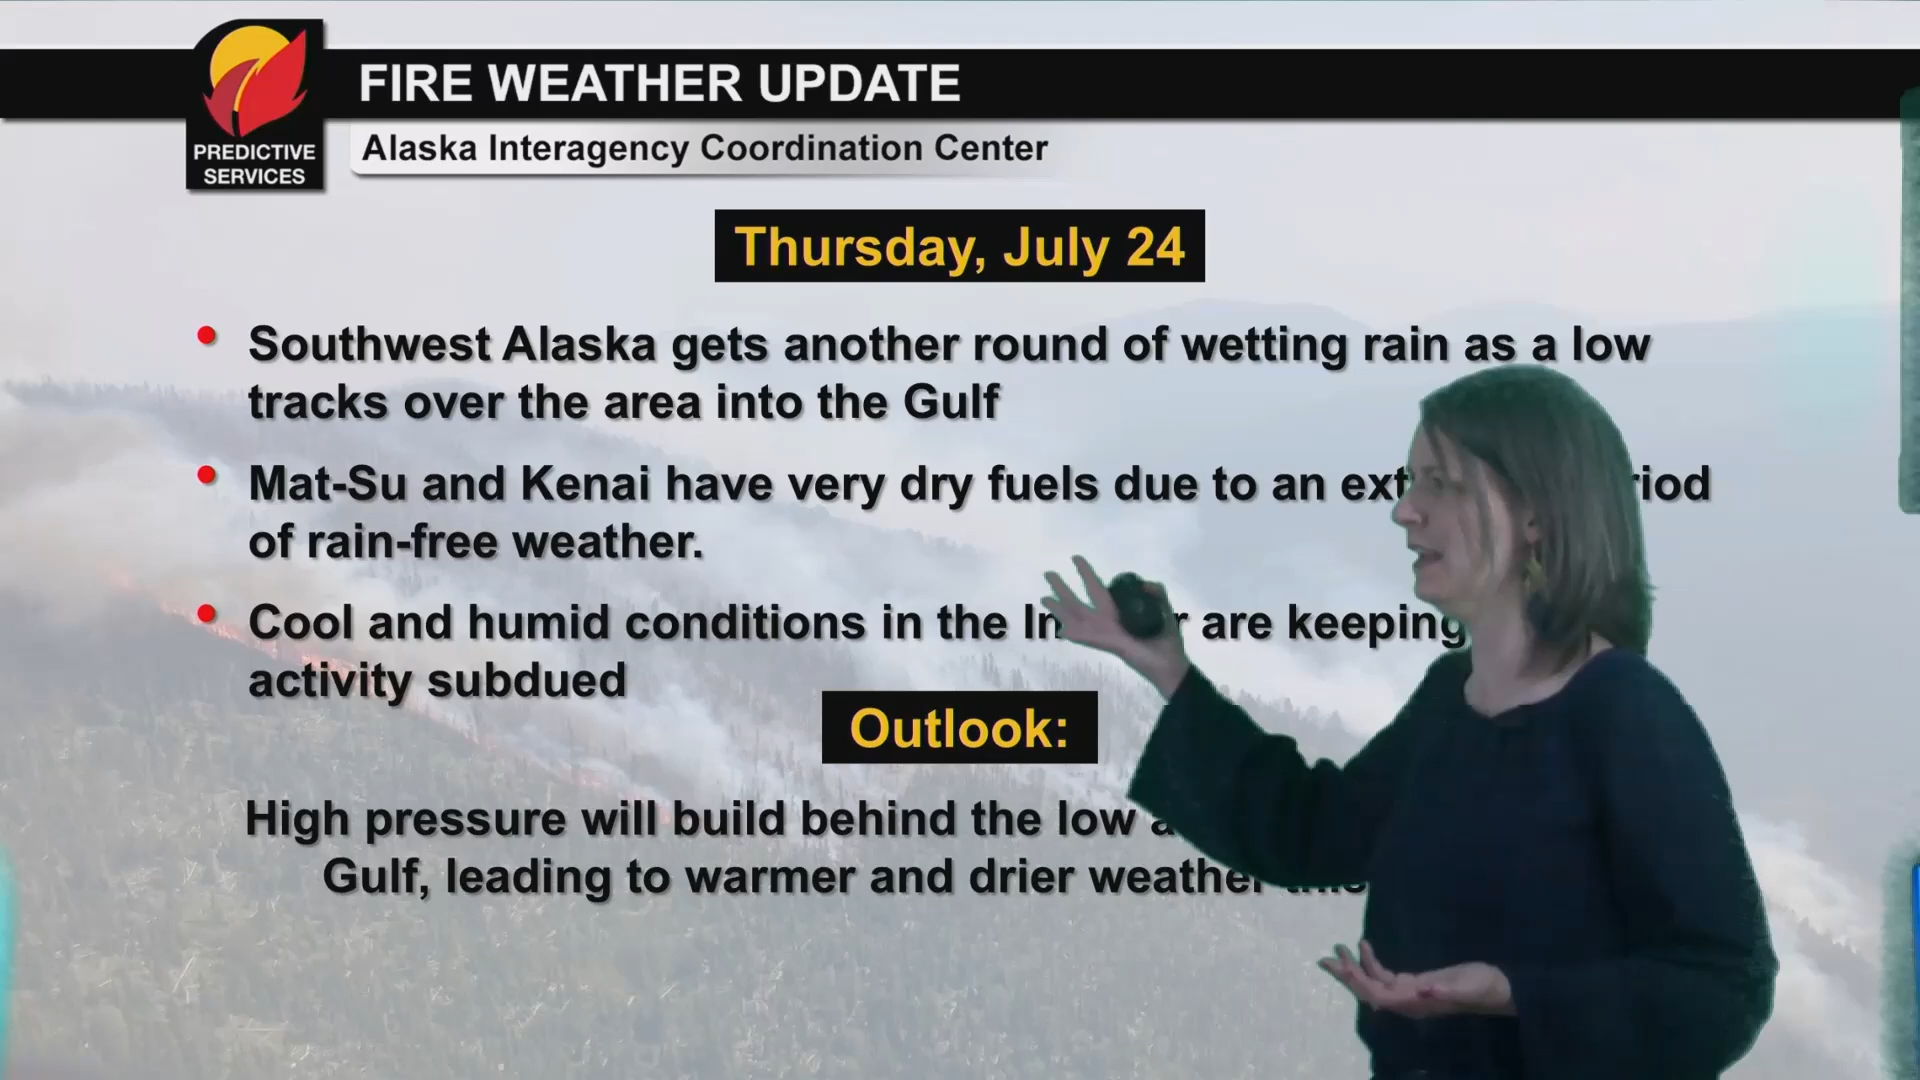 FIRE WEATHER UPDATE
PREDICTIVE
SERVICES
Alaska Interagency Coordination Center
Thursday, July 24
Southwest Alaska gets another round of wetting rain as a low
tracks over the area into the Gulf
Mat-Su and Kenai have very dry fuels due to an
of rain-free weather.
Cool and humid conditions in the are keeping
activity subdued
Outlook:
High pressure will build behind the low
Gulf, leading to warmer and drier weather